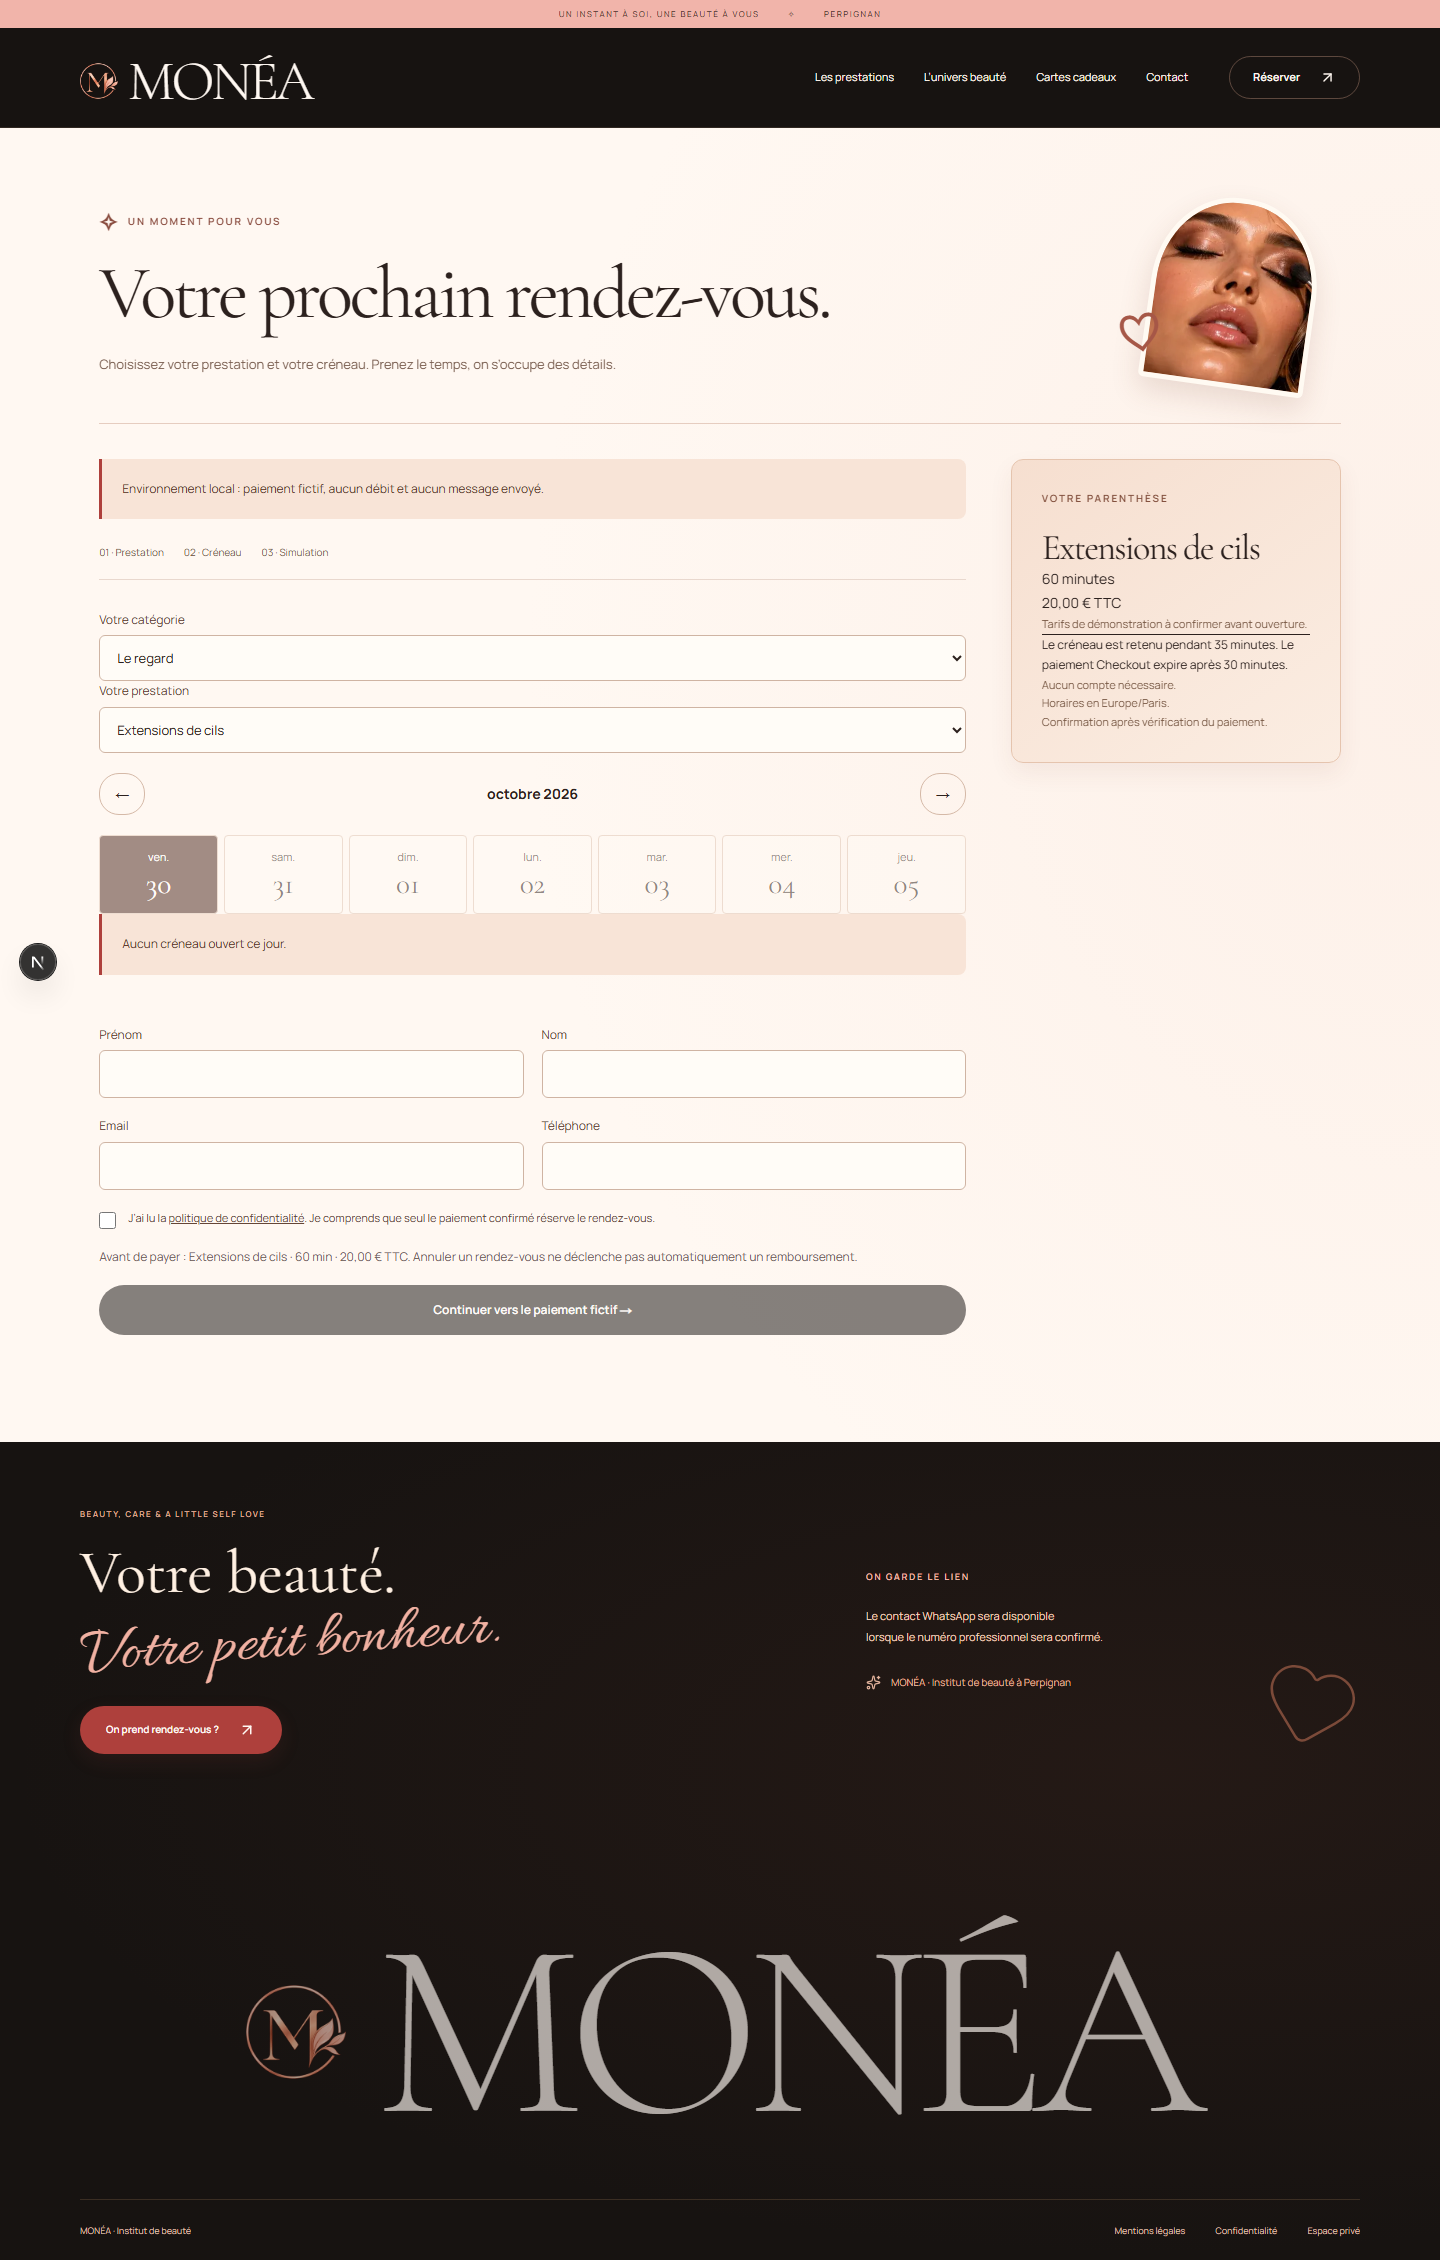 UN INSTANT À SOI, UNE BEAUTÉ À VOUS ✧ PERPIGNAN
M MONÉA
Les prestations L'univers beauté Cartes cadeaux Contact Réserver
UN MOMENT POUR VOUS
Votre prochain rendez-vous.
Choisissez votre prestation et votre créneau. Prenez le temps, on s'occupe des détails.
Environnement local : paiement fictif, aucun débit et aucun message envoyé.
01 · Prestation 02 · Créneau 03 · Simulation
Votre catégorie
Le regard
Votre prestation
Extensions de cils
← octobre 2026 →
ven. sam. dim. lun. mar. mer. jeu.
30 31 01 02 03 04 05
Aucun créneau ouvert ce jour.
N
Prénom Nom
Email Téléphone
J'ai lu la politique de confidentialité. Je comprends que seul le paiement confirmé réserve le rendez-vous.
Avant de payer : Extensions de cils · 60 min · 20,00 € TTC. Annuler un rendez-vous ne déclenche pas automatiquement un remboursement.
Continuer vers le paiement fictif →
VOTRE PARENTHÈSE
Extensions de cils
60 minutes
20,00 € TTC
Tarifs de démonstration à confirmer avant ouverture.
Le créneau est retenu pendant 35 minutes. Le
paiement Checkout expire après 30 minutes.
Aucun compte nécessaire.
Horaires en Europe/Paris.
Confirmation après vérification du paiement.
BEAUTY, CARE & A LITTLE SELF LOVE
Votre beauté.
Votre petit bonheur.
On prend rendez-vous ?
ON GARDE LE LIEN
Le contact WhatsApp sera disponible
lorsque le numéro professionnel sera confirmé.
MONÉA · Institut de beauté à Perpignan
M MONÉA
MONÉA · Institut de beauté Mentions légales Confidentialité Espace privé